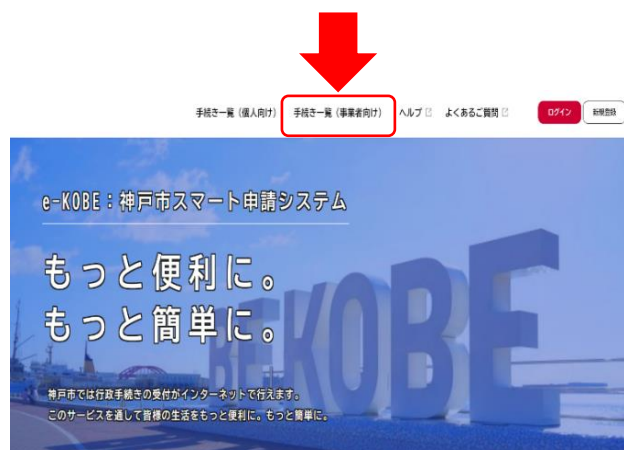 手続き一覧（個人向け） 手続き一覧（事業者向け） ヘルプ よくあるご質問 ログイン 新規登録
e-KOBE：神戸市スマート申請システム
もっと便利に。
もっと簡単に。
BE KOBE
神戸市では行政手続きの受付がインターネットで行えます。
このサービスを通して皆様の生活をもっと便利に。もっと簡単に。